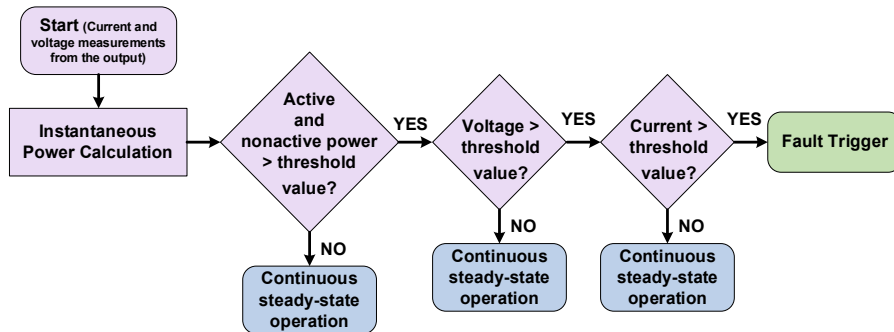 Start (Current and
voltage measurements
from the output)
Instantaneous
Power Calculation
Active
and
nonactive power
> threshold
value?
YES
NO
Continuous
steady-state
operation
Voltage >
threshold
value?
YES
NO
Continuous
steady-state
operation
Current >
threshold
value?
YES
NO
Continuous
steady-state
operation
Fault Trigger